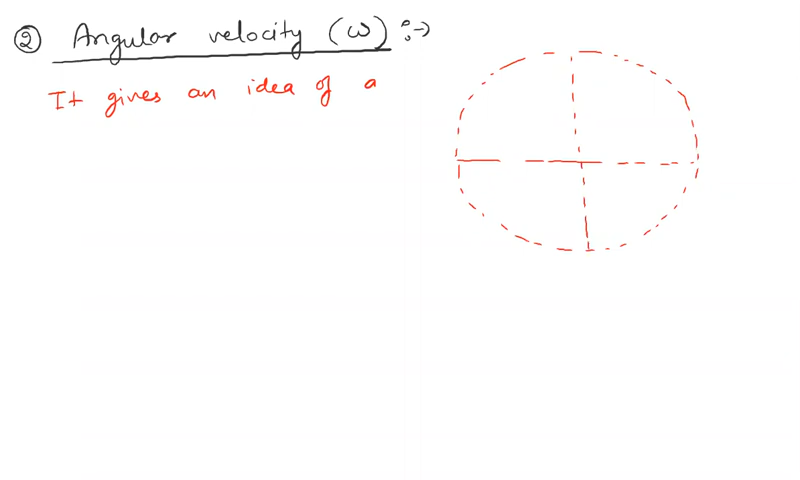 ② Angular velocity (ω) :→
It gives an idea of a